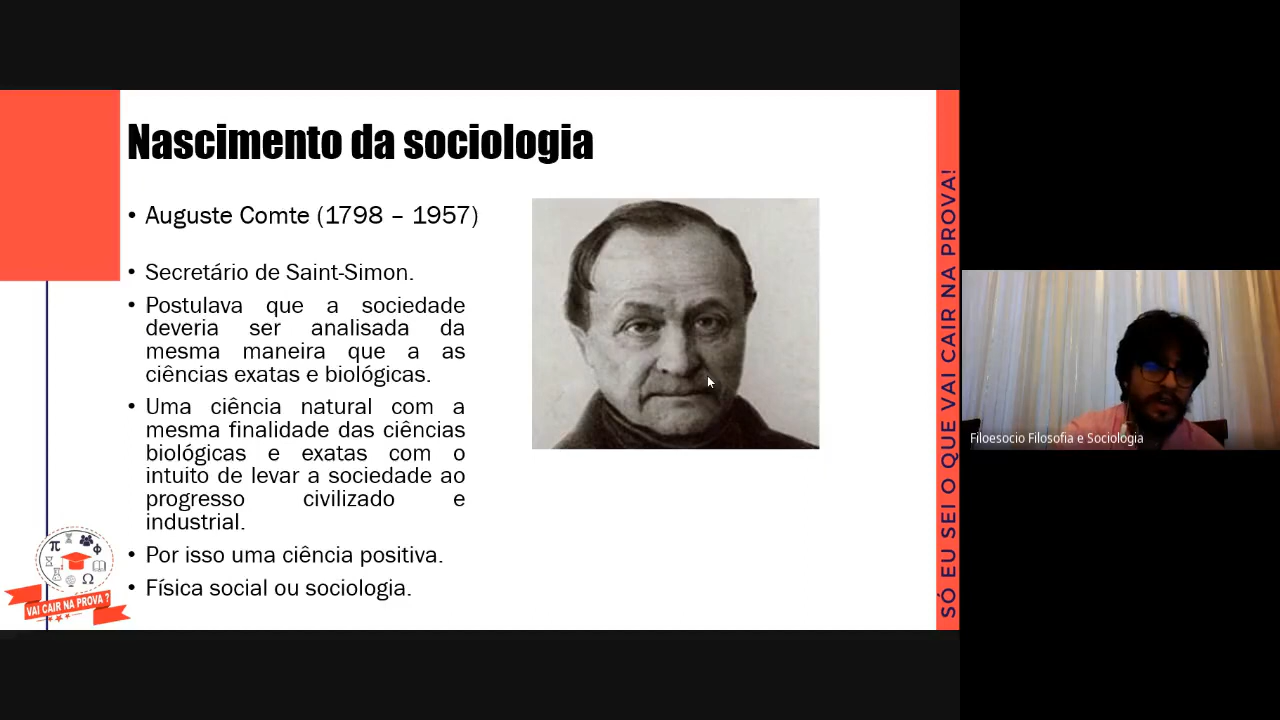 Nascimento da sociologia
• Auguste Comte (1798 – 1957)
• Secretário de Saint-Simon.
• Postulava que a sociedade
deveria ser analisada da
mesma maneira que a as
ciências exatas e biológicas.
• Uma ciência natural com a
mesma finalidade das ciências
biológicas e exatas com o
intuito de levar a sociedade ao
progresso civilizado e
industrial.
• Por isso uma ciência positiva.
• Física social ou sociologia.
VAI CAIR NA PROVA ?
SÓ EU SEI O QUE VAI CAIR NA PROVA!
Filoesocio Filosofia e Sociologia